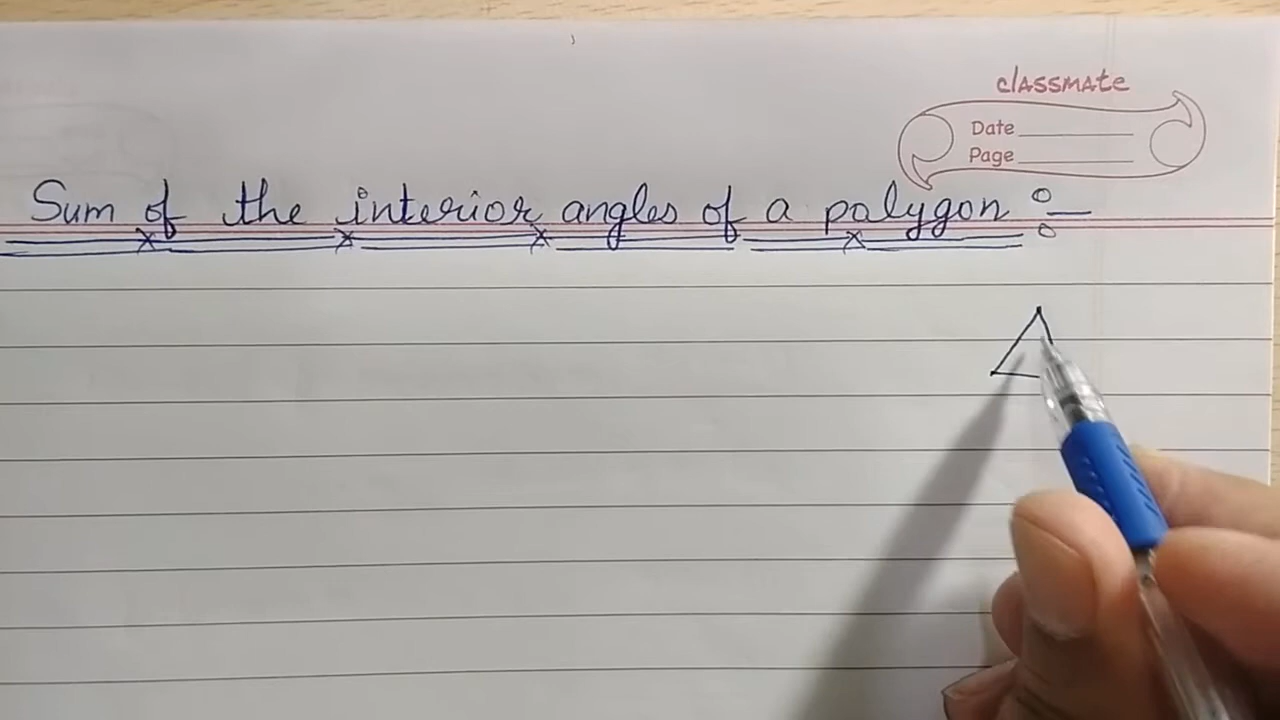 classmate
Date
Page
Sum of the interior angles of a polygon :-